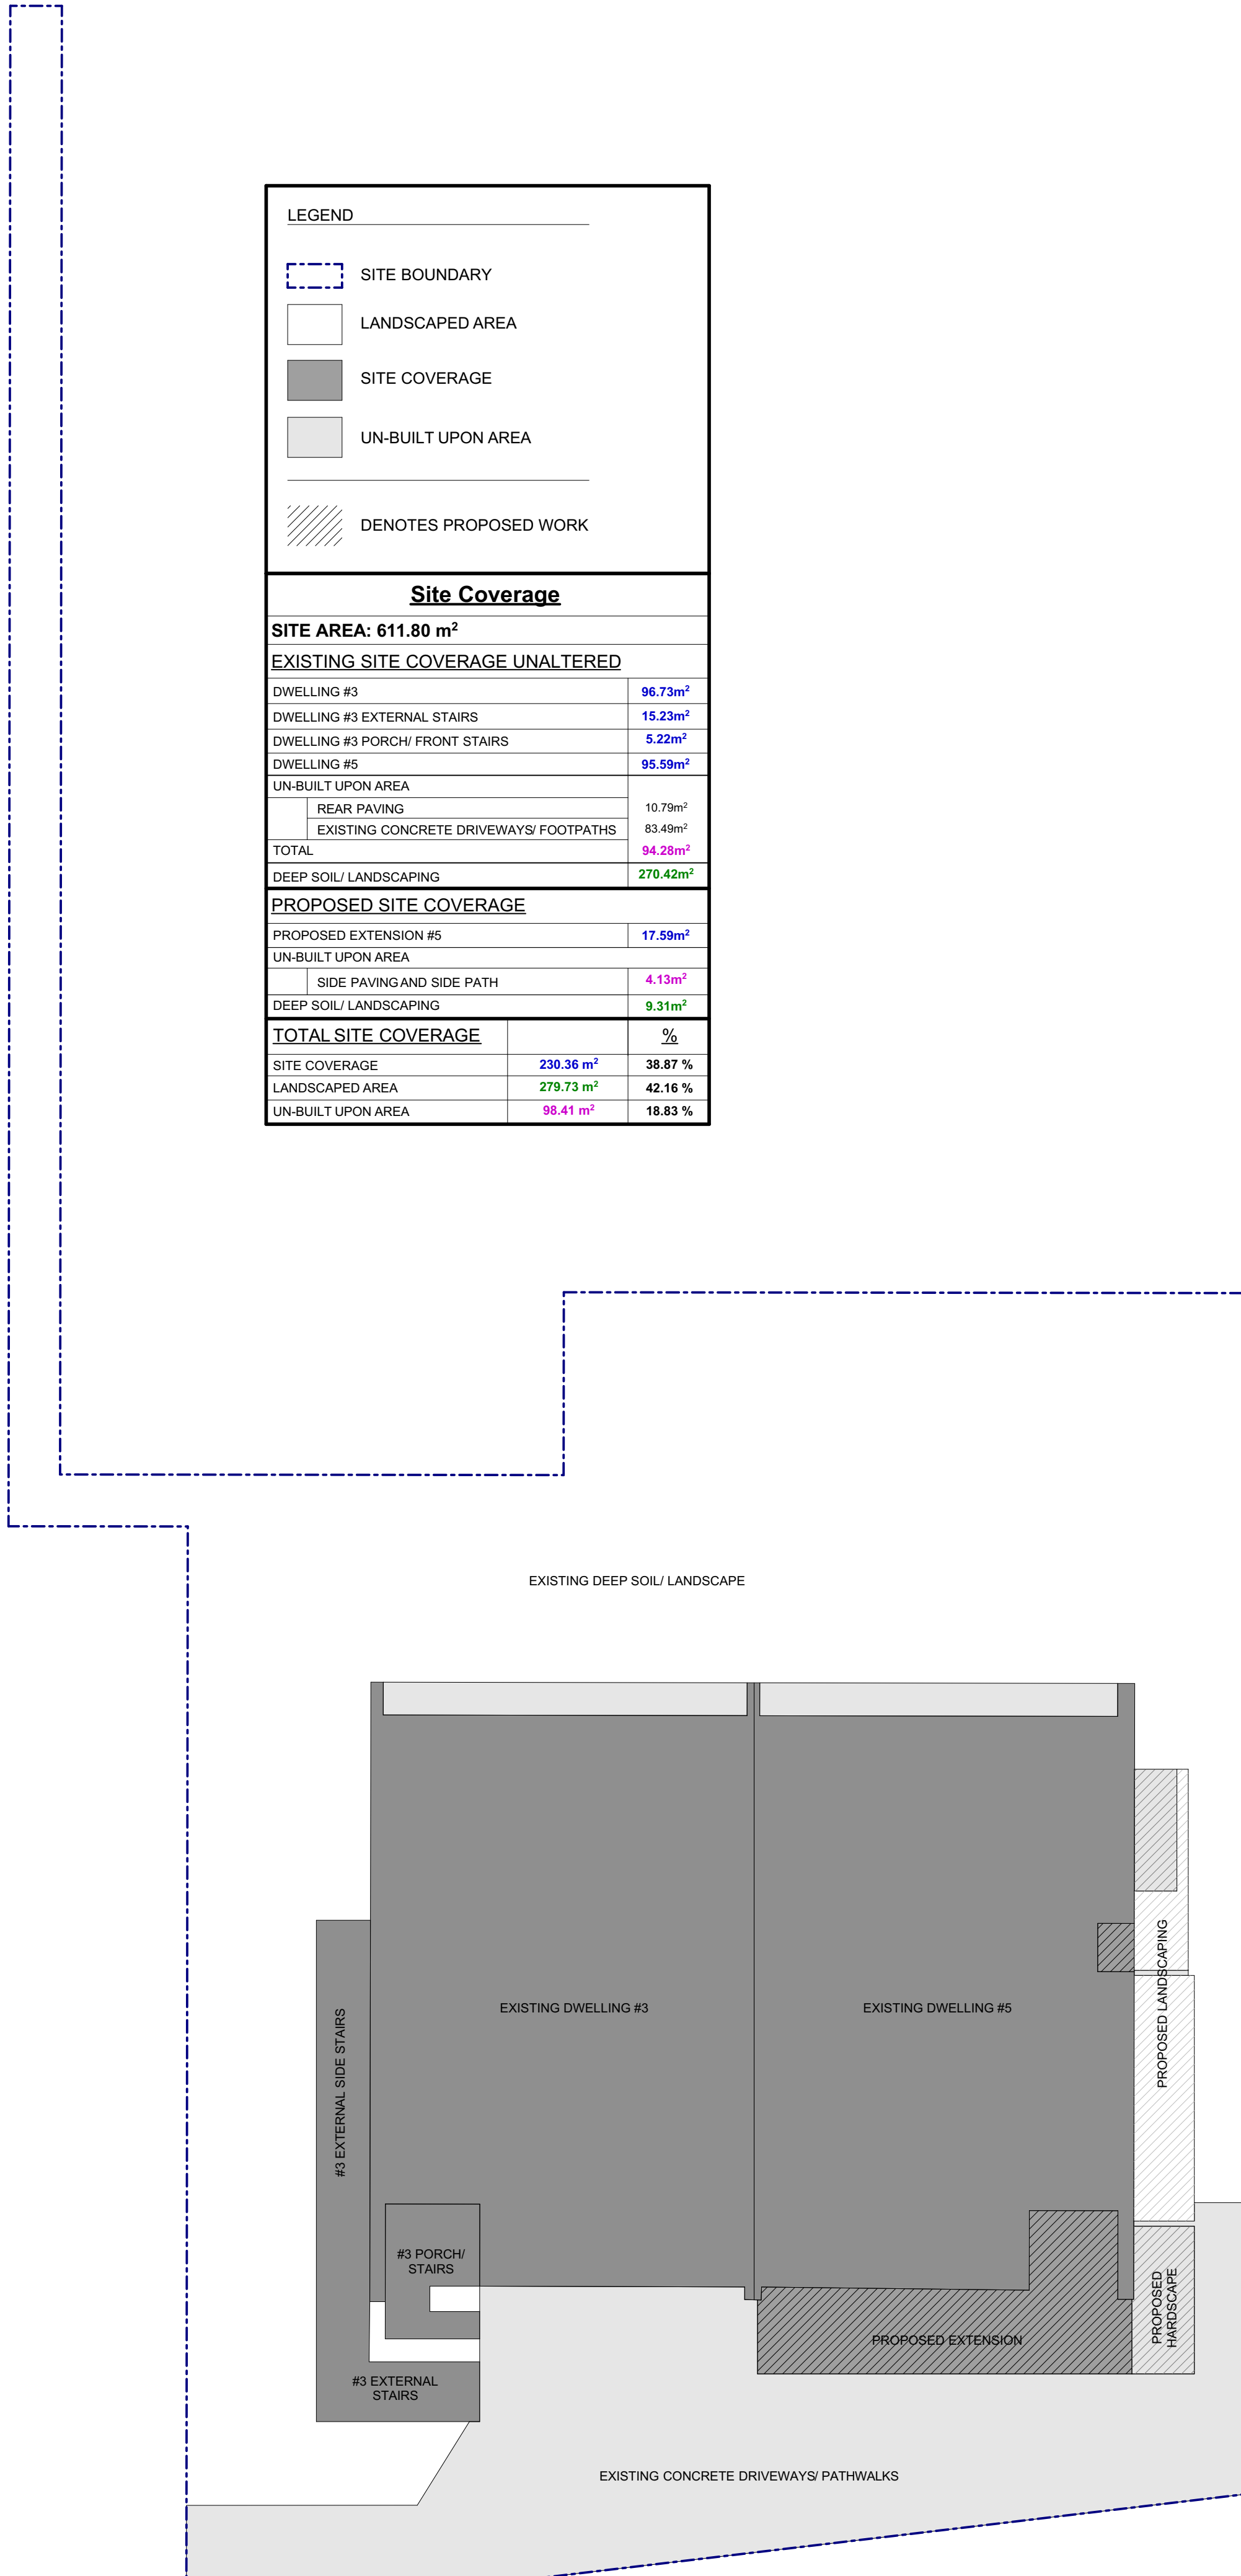 LEGEND
SITE BOUNDARY
LANDSCAPED AREA
SITE COVERAGE
UN-BUILT UPON AREA
DENOTES PROPOSED WORK
Site Coverage
SITE AREA: 611.80 m²
EXISTING SITE COVERAGE UNALTERED
DWELLING #3 96.73m²
DWELLING #3 EXTERNAL STAIRS 15.23m²
DWELLING #3 PORCH/ FRONT STAIRS 5.22m²
DWELLING #5 95.59m²
UN-BUILT UPON AREA
REAR PAVING 10.79m²
EXISTING CONCRETE DRIVEWAYS/ FOOTPATHS 83.49m²
TOTAL 94.28m²
DEEP SOIL/ LANDSCAPING 270.42m²
PROPOSED SITE COVERAGE
PROPOSED EXTENSION #5 17.59m²
UN-BUILT UPON AREA
SIDE PAVING AND SIDE PATH 4.13m²
DEEP SOIL/ LANDSCAPING 9.31m²
TOTAL SITE COVERAGE %
SITE COVERAGE 230.36 m² 38.87 %
LANDSCAPED AREA 279.73 m² 42.16 %
UN-BUILT UPON AREA 98.41 m² 18.83 %
EXISTING DEEP SOIL/ LANDSCAPE
EXISTING DWELLING #3
EXISTING DWELLING #5
PROPOSED LANDSCAPING
#3 EXTERNAL SIDE STAIRS
#3 PORCH/
STAIRS
PROPOSED
HARDSCAPE
PROPOSED EXTENSION
#3 EXTERNAL
STAIRS
EXISTING CONCRETE DRIVEWAYS/ PATHWALKS